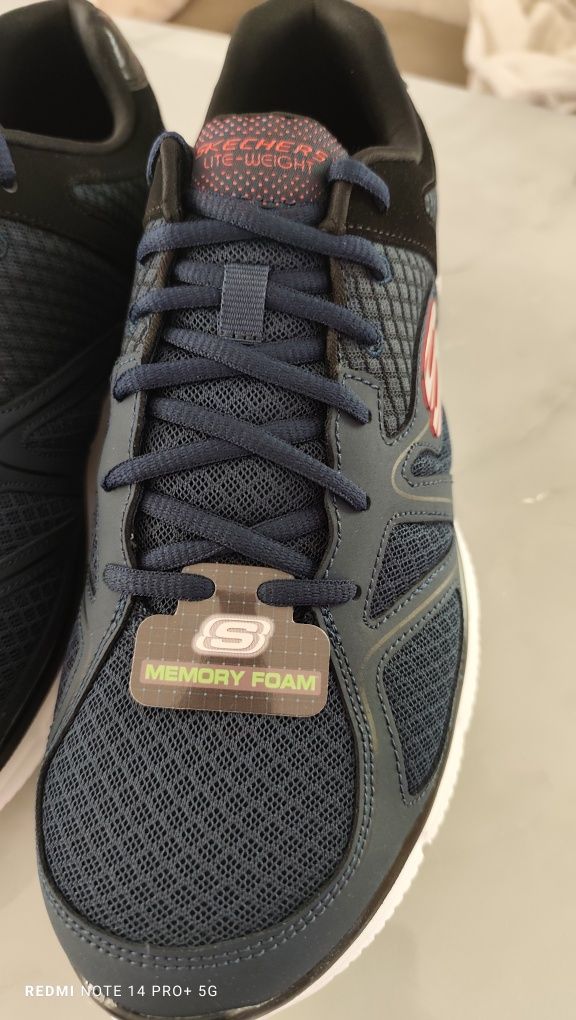 SKECHERS
LITE-WEIGHT
S
MEMORY FOAM
S
REDMI NOTE 14 PRO+ 5G